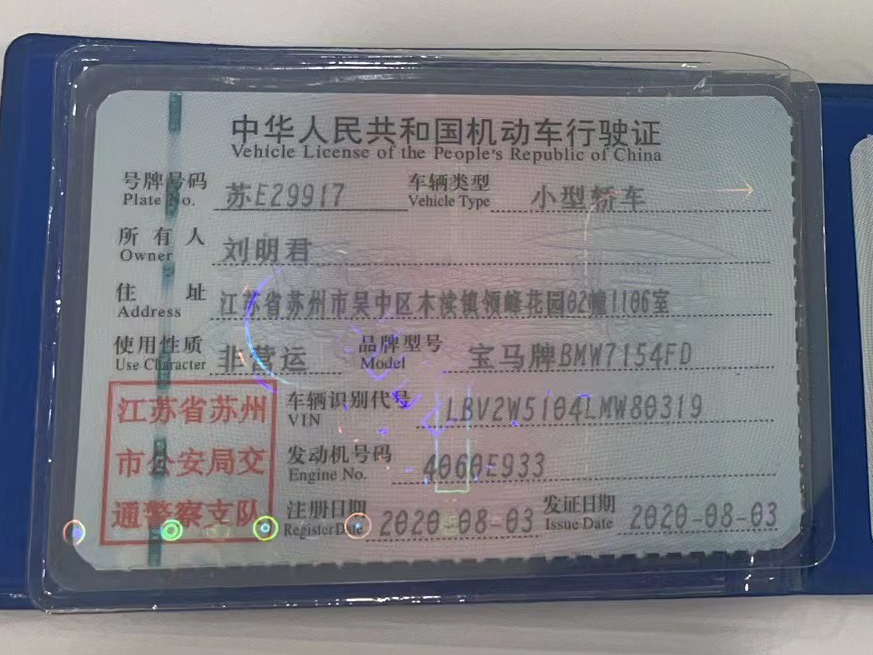 中华人民共和国机动车行驶证
Vehicle License of the People's Republic of China
号牌号码 苏E29917 车辆类型 小型轿车
Plate No. Vehicle Type
所有人 刘明君
Owner
住址 江苏省苏州市吴中区木渎镇领峰花园02幢1106室
Address
使用性质 非营运 品牌型号 宝马牌BMW7154FD
Use Character Model
车辆识别代号 LBV2W5104LMW80319
VIN
发动机号码 4060E933
Engine No.
注册日期 2020-08-03 发证日期 2020-08-03
Register Date Issue Date
江苏省苏州
市公安局交
通警察支队